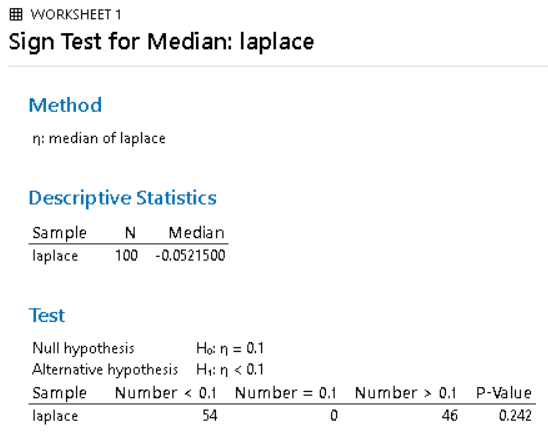 WORKSHEET 1
Sign Test for Median: laplace
Method
η: median of laplace
Descriptive Statistics
Sample N Median
laplace 100 -0.0521500
Test
Null hypothesis H₀: η = 0.1
Alternative hypothesis H₁: η < 0.1
Sample Number < 0.1 Number = 0.1 Number > 0.1 P-Value
laplace 54 0 46 0.242